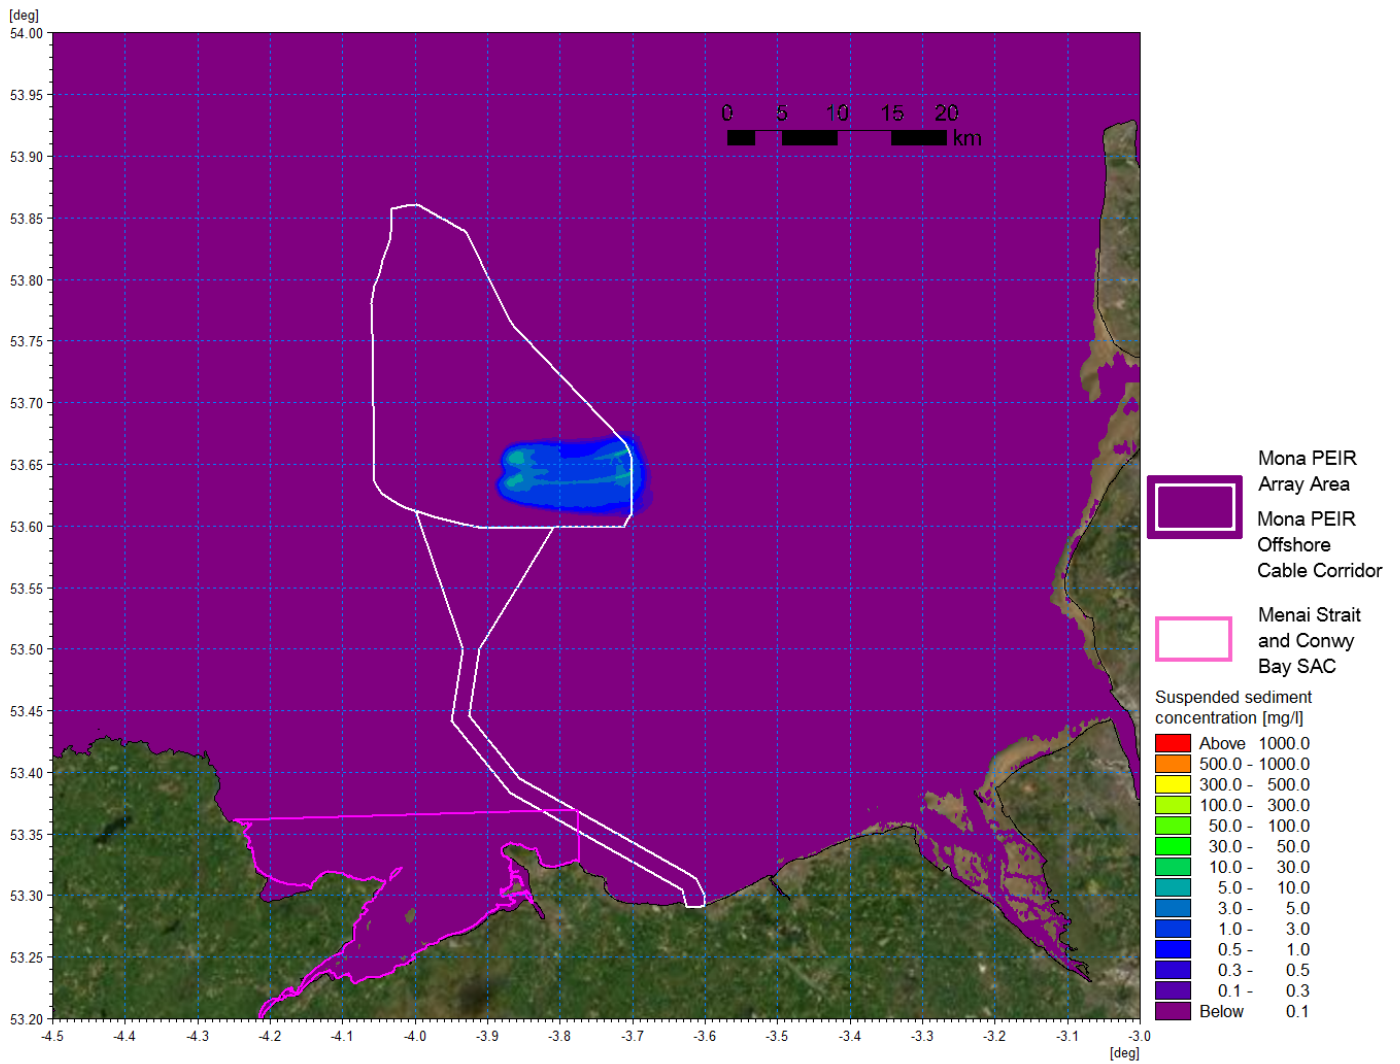 [deg]
54.00
53.95
53.90
53.85
53.80
53.75
53.70
53.65
53.60
53.55
53.50
53.45
53.40
53.35
53.30
53.25
53.20
-4.5 -4.4 -4.3 -4.2 -4.1 -4.0 -3.9 -3.8 -3.7 -3.6 -3.5 -3.4 -3.3 -3.2 -3.1 -3.0
[deg]
0 5 10 15 20
km
Mona PEIR
Array Area
Mona PEIR
Offshore
Cable Corridor
Menai Strait
and Conwy
Bay SAC
Suspended sediment
concentration [mg/l]
Above 1000.0
500.0 - 1000.0
300.0 - 500.0
100.0 - 300.0
50.0 - 100.0
30.0 - 50.0
10.0 - 30.0
5.0 - 10.0
3.0 - 5.0
1.0 - 3.0
0.5 - 1.0
0.3 - 0.5
0.1 - 0.3
Below 0.1